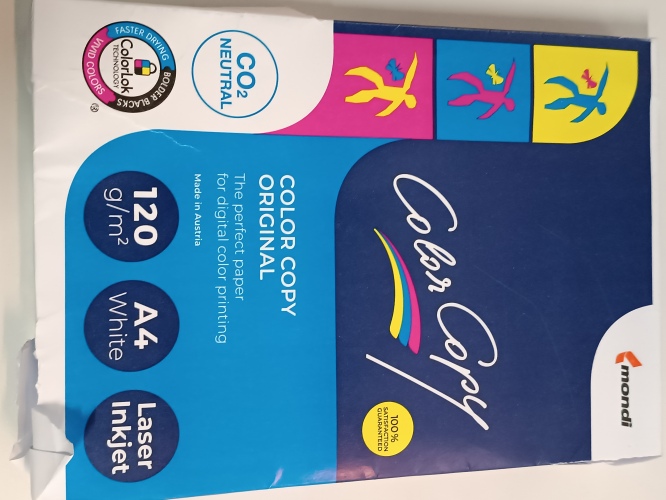 mondi
Color Copy
100%
SATISFACTION
GUARANTEED
COLOR COPY
ORIGINAL
The perfect paper
for digital color printing
Made in Austria
CO2
NEUTRAL
FASTER DRYING
BOLDER BLACKS
VIVID COLORS
ColorLok
TECHNOLOGY
®
120
g/m²
A4
White
Laser
Inkjet